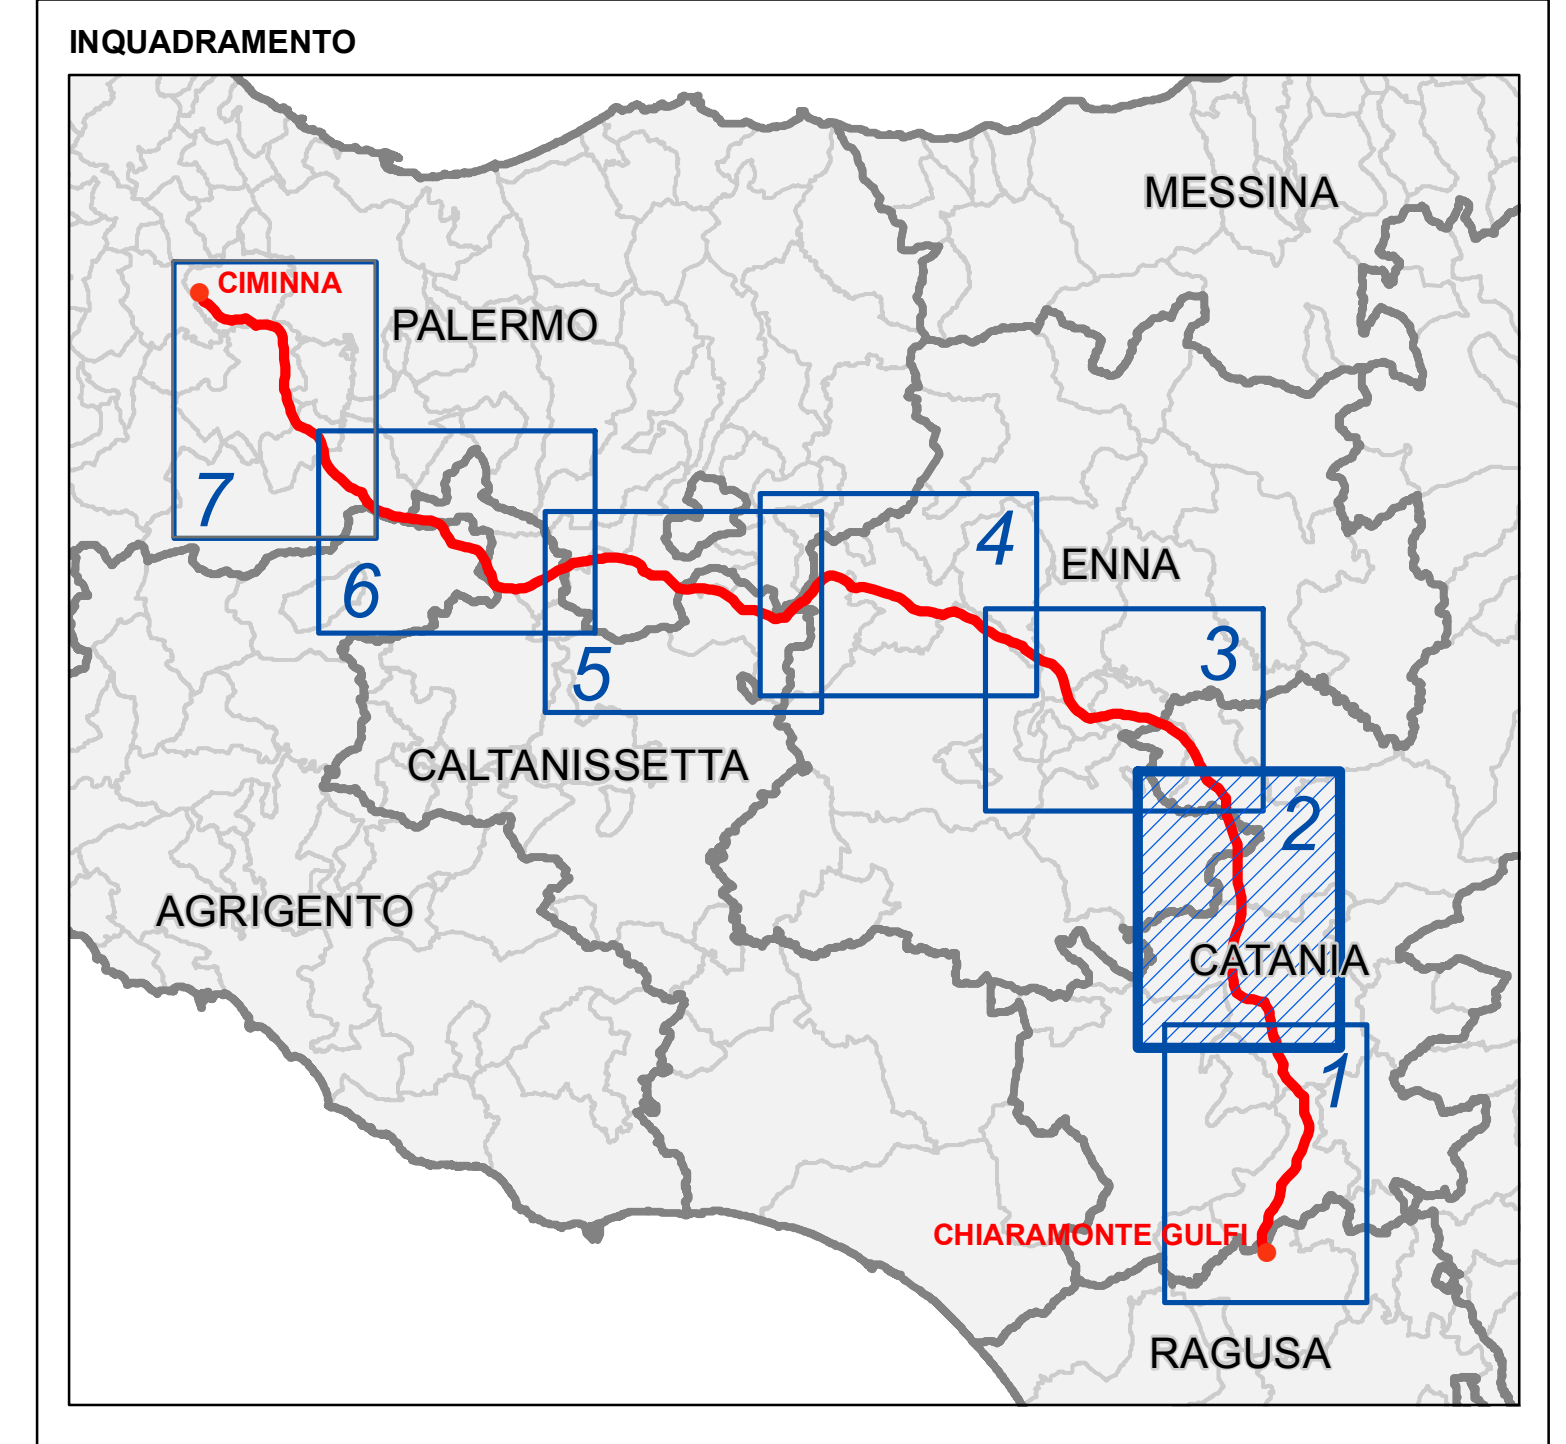 INQUADRAMENTO
MESSINA
CIMINNA
PALERMO
7
4
ENNA
6
3
5
CALTANISSETTA
2
AGRIGENTO
CATANIA
1
CHIARAMONTE GULFI
RAGUSA